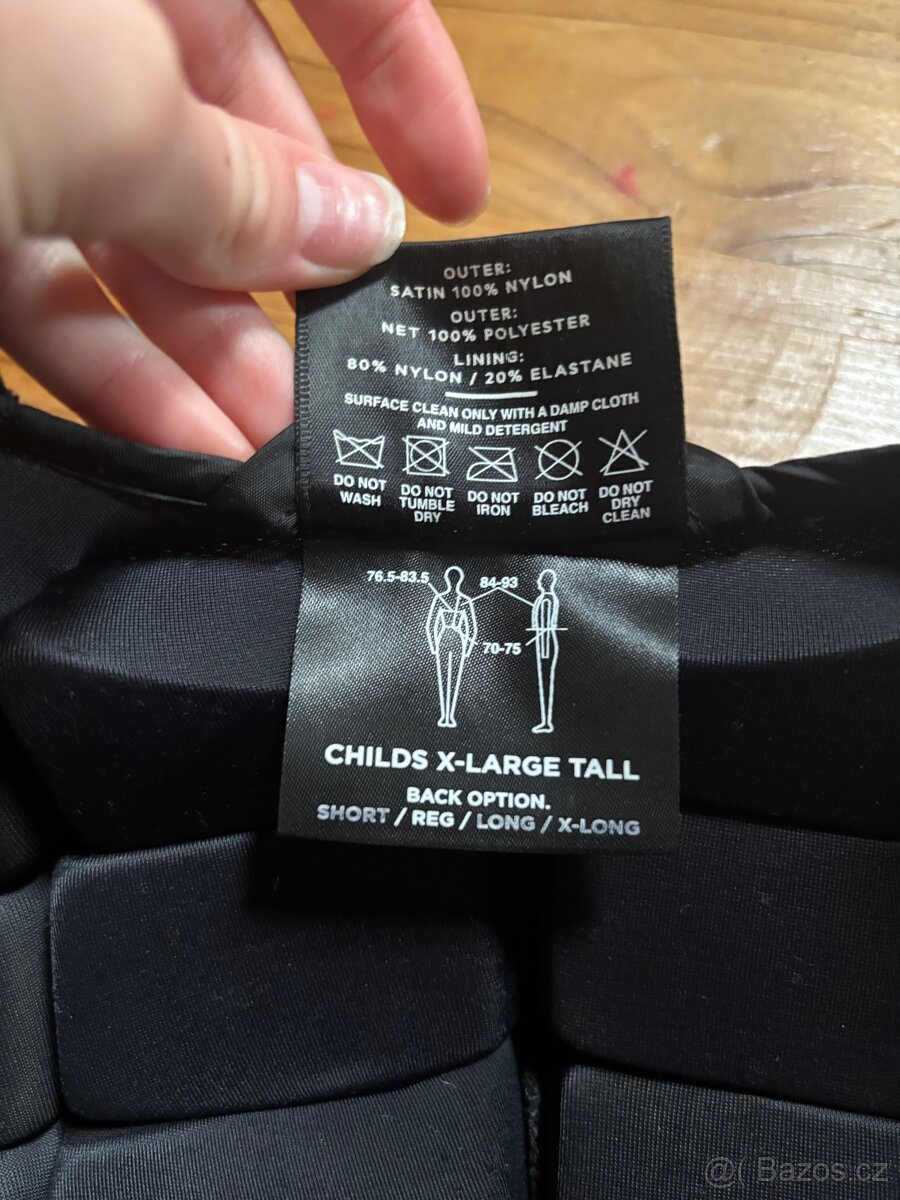 OUTER:
SATIN 100% NYLON
OUTER:
NET 100% POLYESTER
LINING:
80% NYLON / 20% ELASTANE
SURFACE CLEAN ONLY WITH A DAMP CLOTH
AND MILD DETERGENT
DO NOT WASH
DO NOT TUMBLE DRY
DO NOT IRON
DO NOT BLEACH
DO NOT DRY CLEAN
76.5-83.5
84-93
70-75
CHILDS X-LARGE TALL
BACK OPTION.
SHORT / REG / LONG / X-LONG
@( Bazos.cz